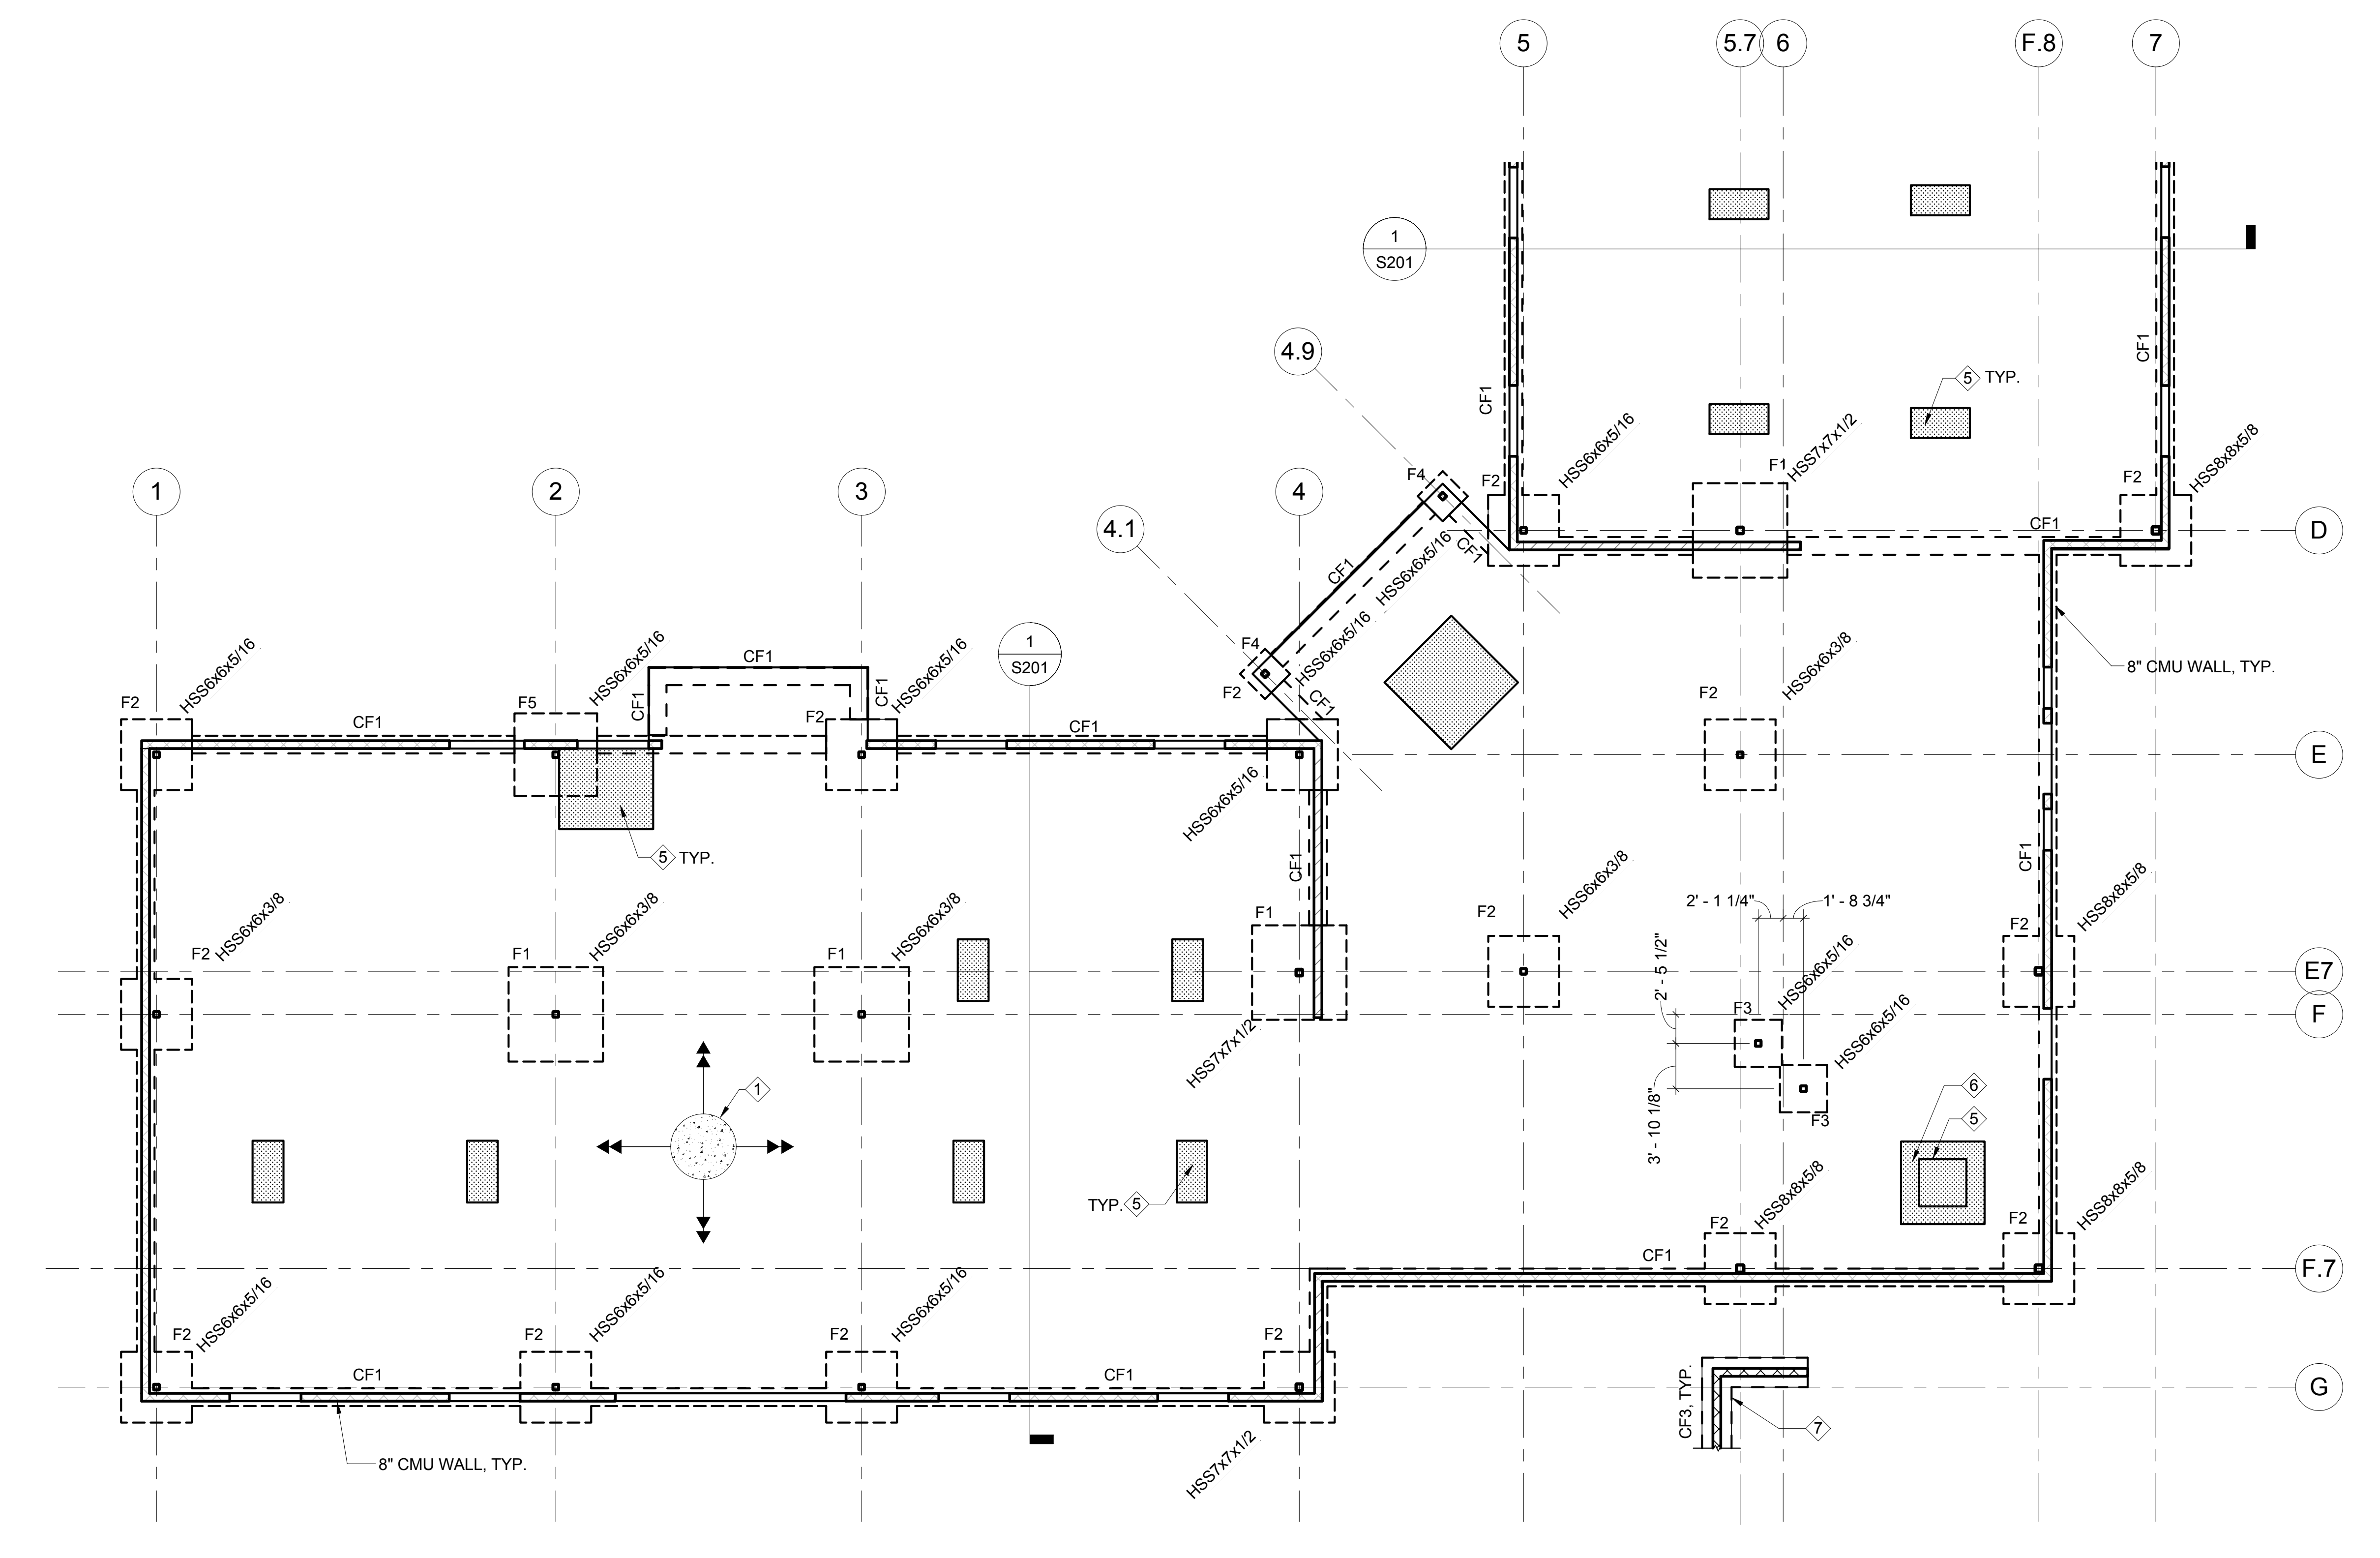 5
5.7
6
F.8
7
1
S201
4.9
CF1
CF1
5 TYP.
HSS6x6x5/16
HSS7x7x1/2
HSS8x8x5/8
F4
F2
F1
F2
1
2
3
4
4.1
CF1
D
CF1
CF1
HSS6x6x5/16
HSS6x6x5/16
HSS6x6x5/16
HSS6x6x5/16
1
S201
CF1
F4
HSS6x6x5/16
HSS6x6x3/8
8" CMU WALL, TYP.
F2
F5
CF1
CF1
F2
F2
CF1
F2
CF1
CF1
E
HSS6x6x5/16
5 TYP.
CF1
CF1
HSS6x6x3/8
HSS6x6x3/8
HSS6x6x3/8
HSS6x6x3/8
HSS8x8x5/8
2' - 1 1/4"
1' - 8 3/4"
F2
F1
F1
F1
F2
F2
2' - 5 1/2"
HSS6x6x5/16
E7
F3
HSS6x6x5/16
F
HSS7x7x1/2
1
3' - 10 1/8"
6
5
F3
TYP. 5
HSS8x8x5/8
HSS8x8x5/8
F2
F2
CF1
F.7
HSS6x6x5/16
HSS6x6x5/16
HSS6x6x5/16
F2
F2
F2
F2
CF1
CF1
G
CF3, TYP.
7
8" CMU WALL, TYP.
HSS7x7x1/2